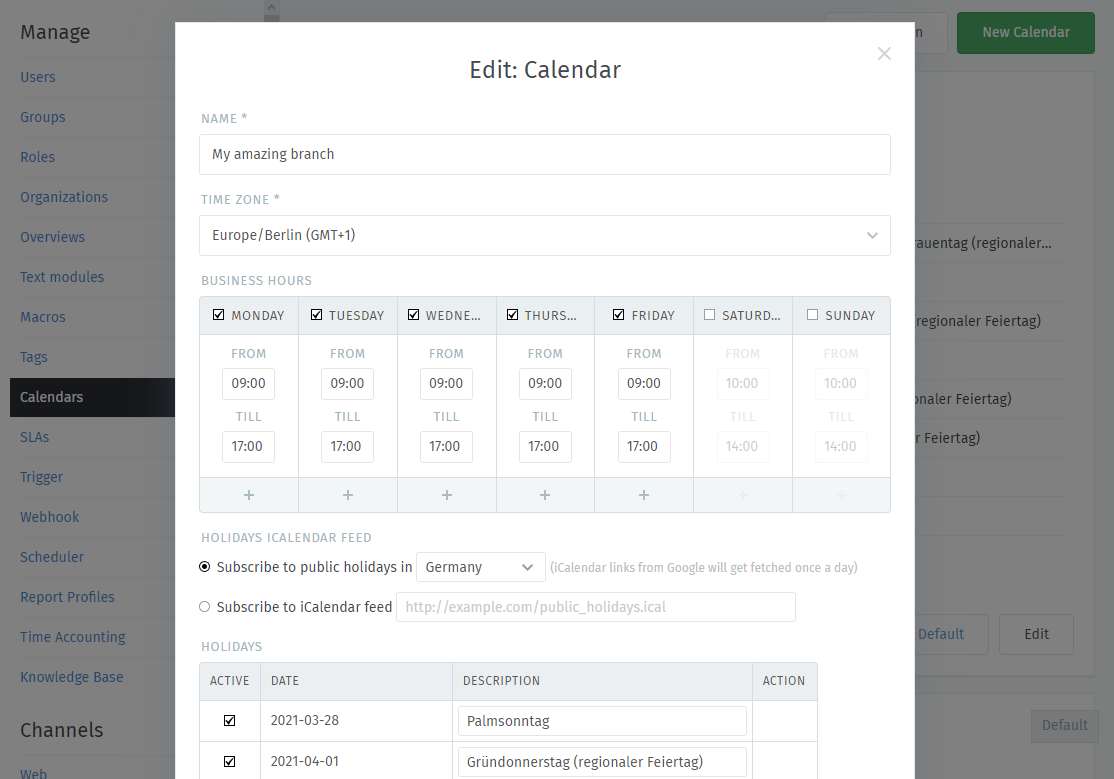 Manage
Users
Groups
Roles
Organizations
Overviews
Text modules
Macros
Tags
Calendars
SLAs
Trigger
Webhook
Scheduler
Report Profiles
Time Accounting
Knowledge Base
Channels
Web
New Calendar
Edit: Calendar
NAME *
My amazing branch
TIME ZONE *
Europe/Berlin (GMT+1)
BUSINESS HOURS
MONDAY TUESDAY WEDNE... THURS... FRIDAY SATURD... SUNDAY
FROM FROM FROM FROM FROM FROM FROM
09:00 09:00 09:00 09:00 09:00 10:00 10:00
TILL TILL TILL TILL TILL TILL TILL
17:00 17:00 17:00 17:00 17:00 14:00 14:00
+ + + + + + +
HOLIDAYS ICALENDAR FEED
Subscribe to public holidays in Germany (iCalendar links from Google will get fetched once a day)
Subscribe to iCalendar feed http://example.com/public_holidays.ical
HOLIDAYS
ACTIVE DATE DESCRIPTION ACTION
2021-03-28 Palmsonntag
2021-04-01 Gründonnerstag (regionaler Feiertag)
(regionaler...
regionaler Feiertag)
Feiertag)
Feiertag)
Default Edit
Default